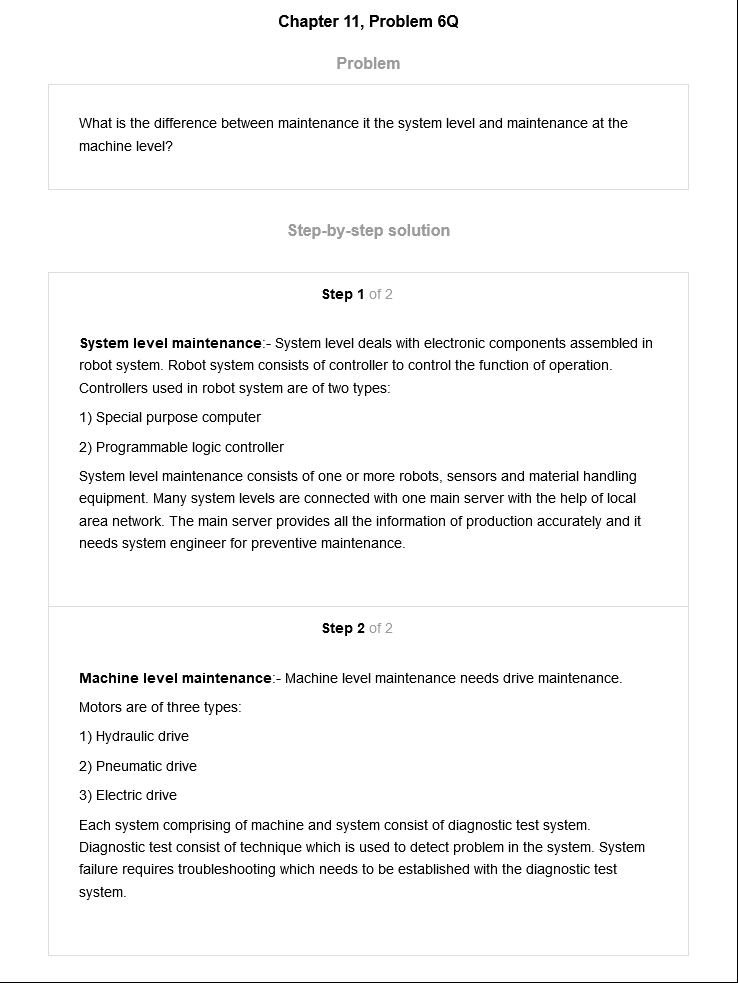 Chapter 11, Problem 6Q
Problem
What is the difference between maintenance it the system level and maintenance at the
machine level?
Step-by-step solution
Step 1 of 2
System level maintenance:- System level deals with electronic components assembled in
robot system. Robot system consists of controller to control the function of operation.
Controllers used in robot system are of two types:
1) Special purpose computer
2) Programmable logic controller
System level maintenance consists of one or more robots, sensors and material handling
equipment. Many system levels are connected with one main server with the help of local
area network. The main server provides all the information of production accurately and it
needs system engineer for preventive maintenance.
Step 2 of 2
Machine level maintenance:- Machine level maintenance needs drive maintenance.
Motors are of three types:
1) Hydraulic drive
2) Pneumatic drive
3) Electric drive
Each system comprising of machine and system consist of diagnostic test system.
Diagnostic test consist of technique which is used to detect problem in the system. System
failure requires troubleshooting which needs to be established with the diagnostic test
system.